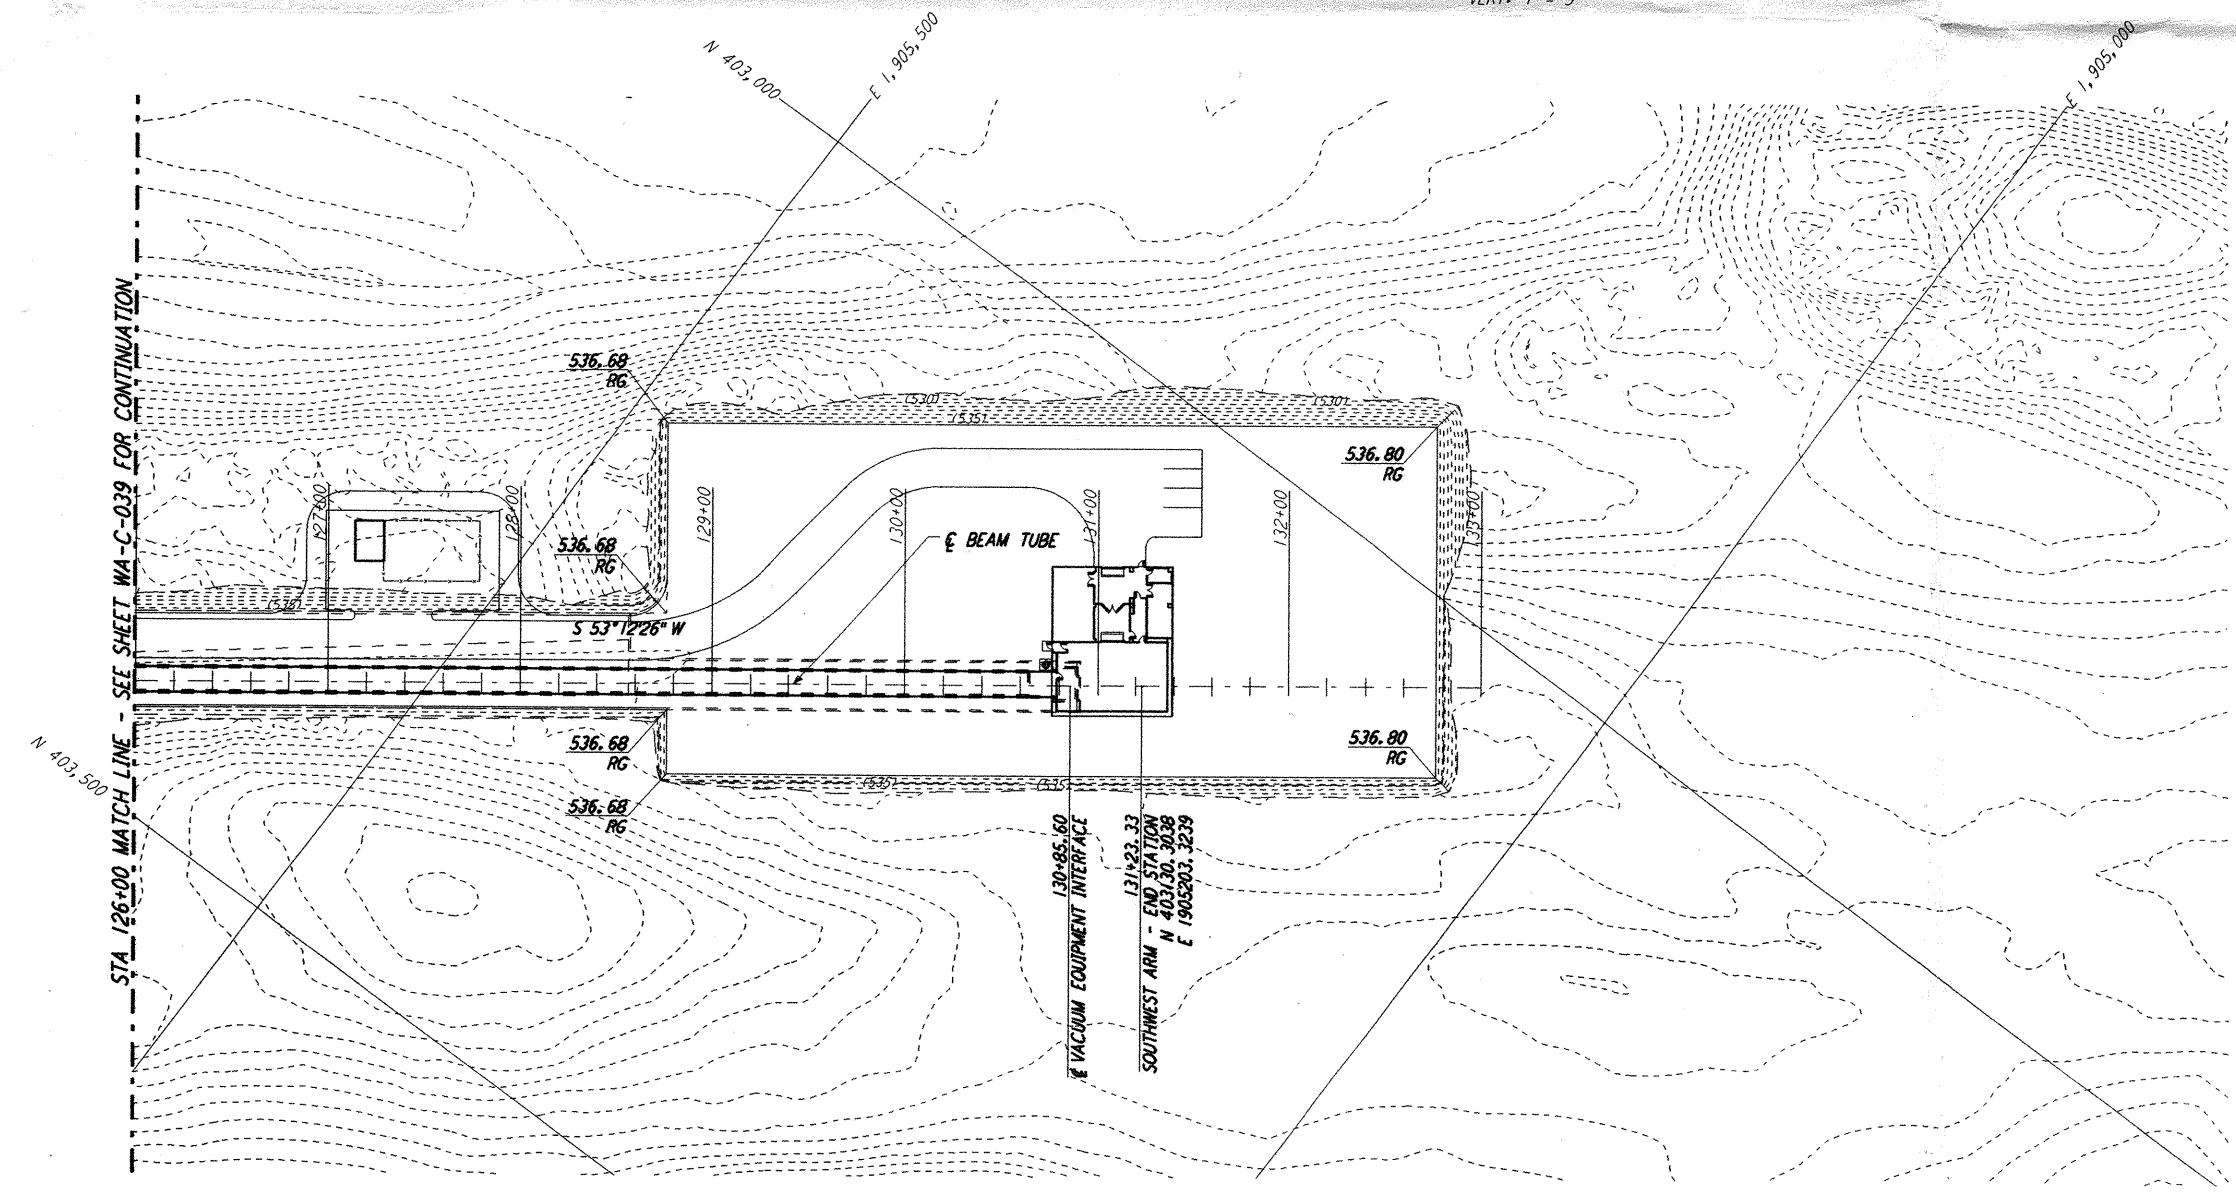 E 1,905,500
N 403,000
E 1,905,000
STA 126+00 MATCH LINE - SEE SHEET WA-C-039 FOR CONTINUATION
536.68
RG
(530)
(530)
(535)
536.80
RG
127+00
128+00
129+00
130+00
131+00
132+00
133+00
536.68
RG
℄ BEAM TUBE
(535)
S 53°12'26" W
N 403,500
536.68
RG
536.80
RG
(535)
(535)
536.68
RG
130+85.60
℄ VACUUM EQUIPMENT INTERFACE
131+23.33
SOUTHWEST ARM - END STATION
N 403130.3038
E 1905203.3239